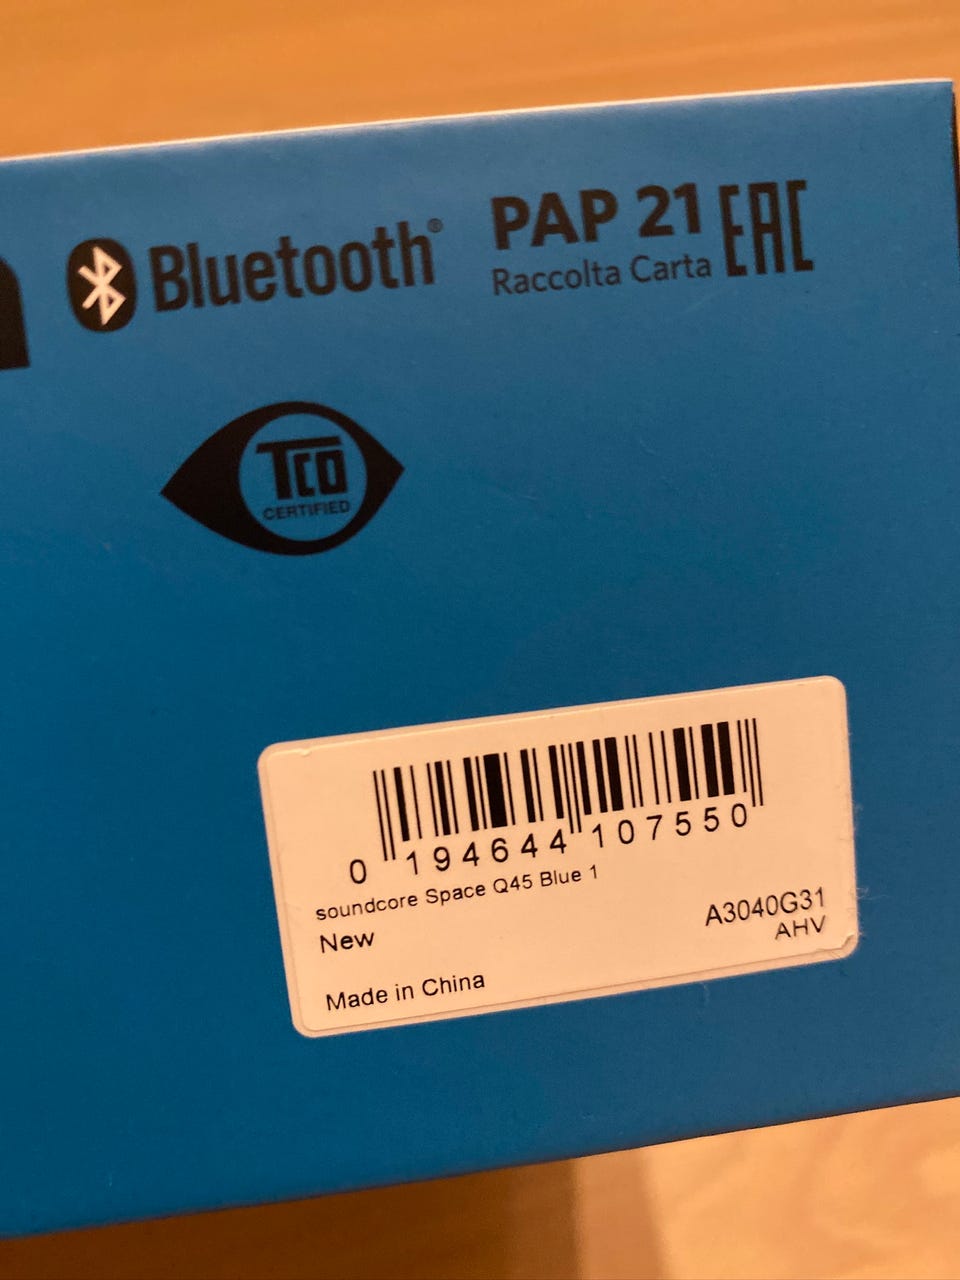 Bluetooth®
PAP 21
Raccolta Carta
EAC
TCO
CERTIFIED
0 194644 107550
soundcore Space Q45 Blue 1
New
A3040G31
AHV
Made in China